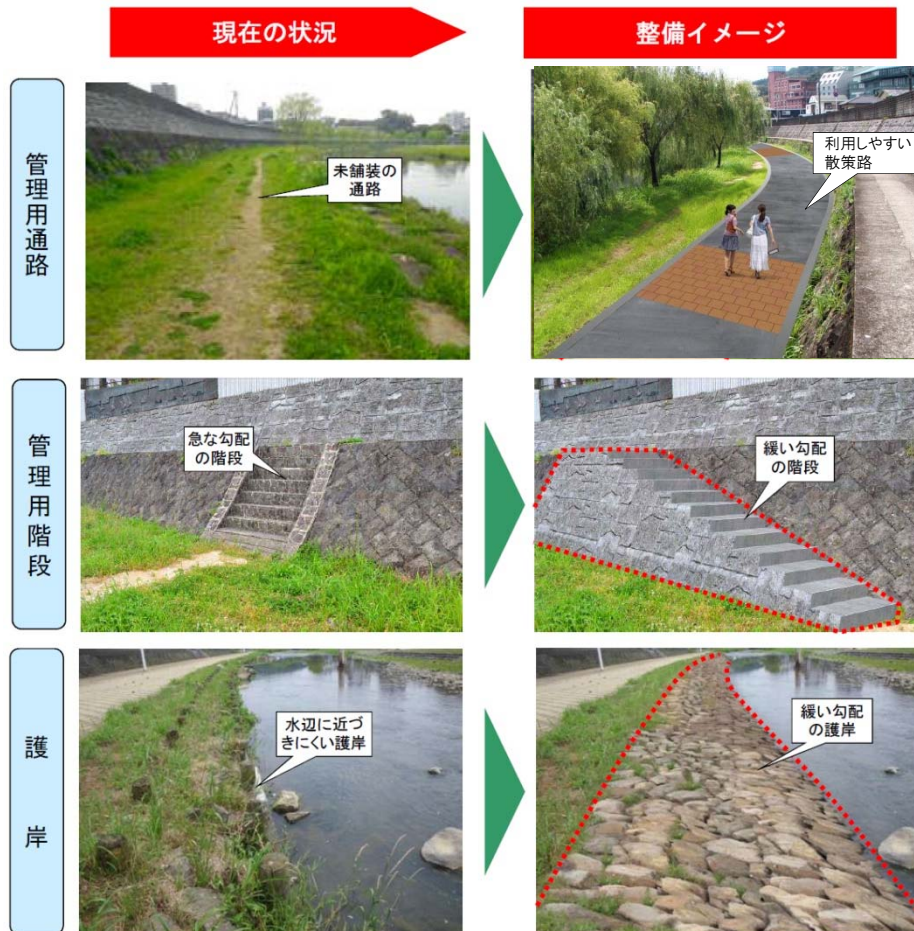 現在の状況
整備イメージ
管理用通路
未舗装の
通路
利用しやすい
散策路
管理用階段
急な勾配
の階段
緩い勾配
の階段
護岸
水辺に近づ
きにくい護岸
緩い勾配
の護岸